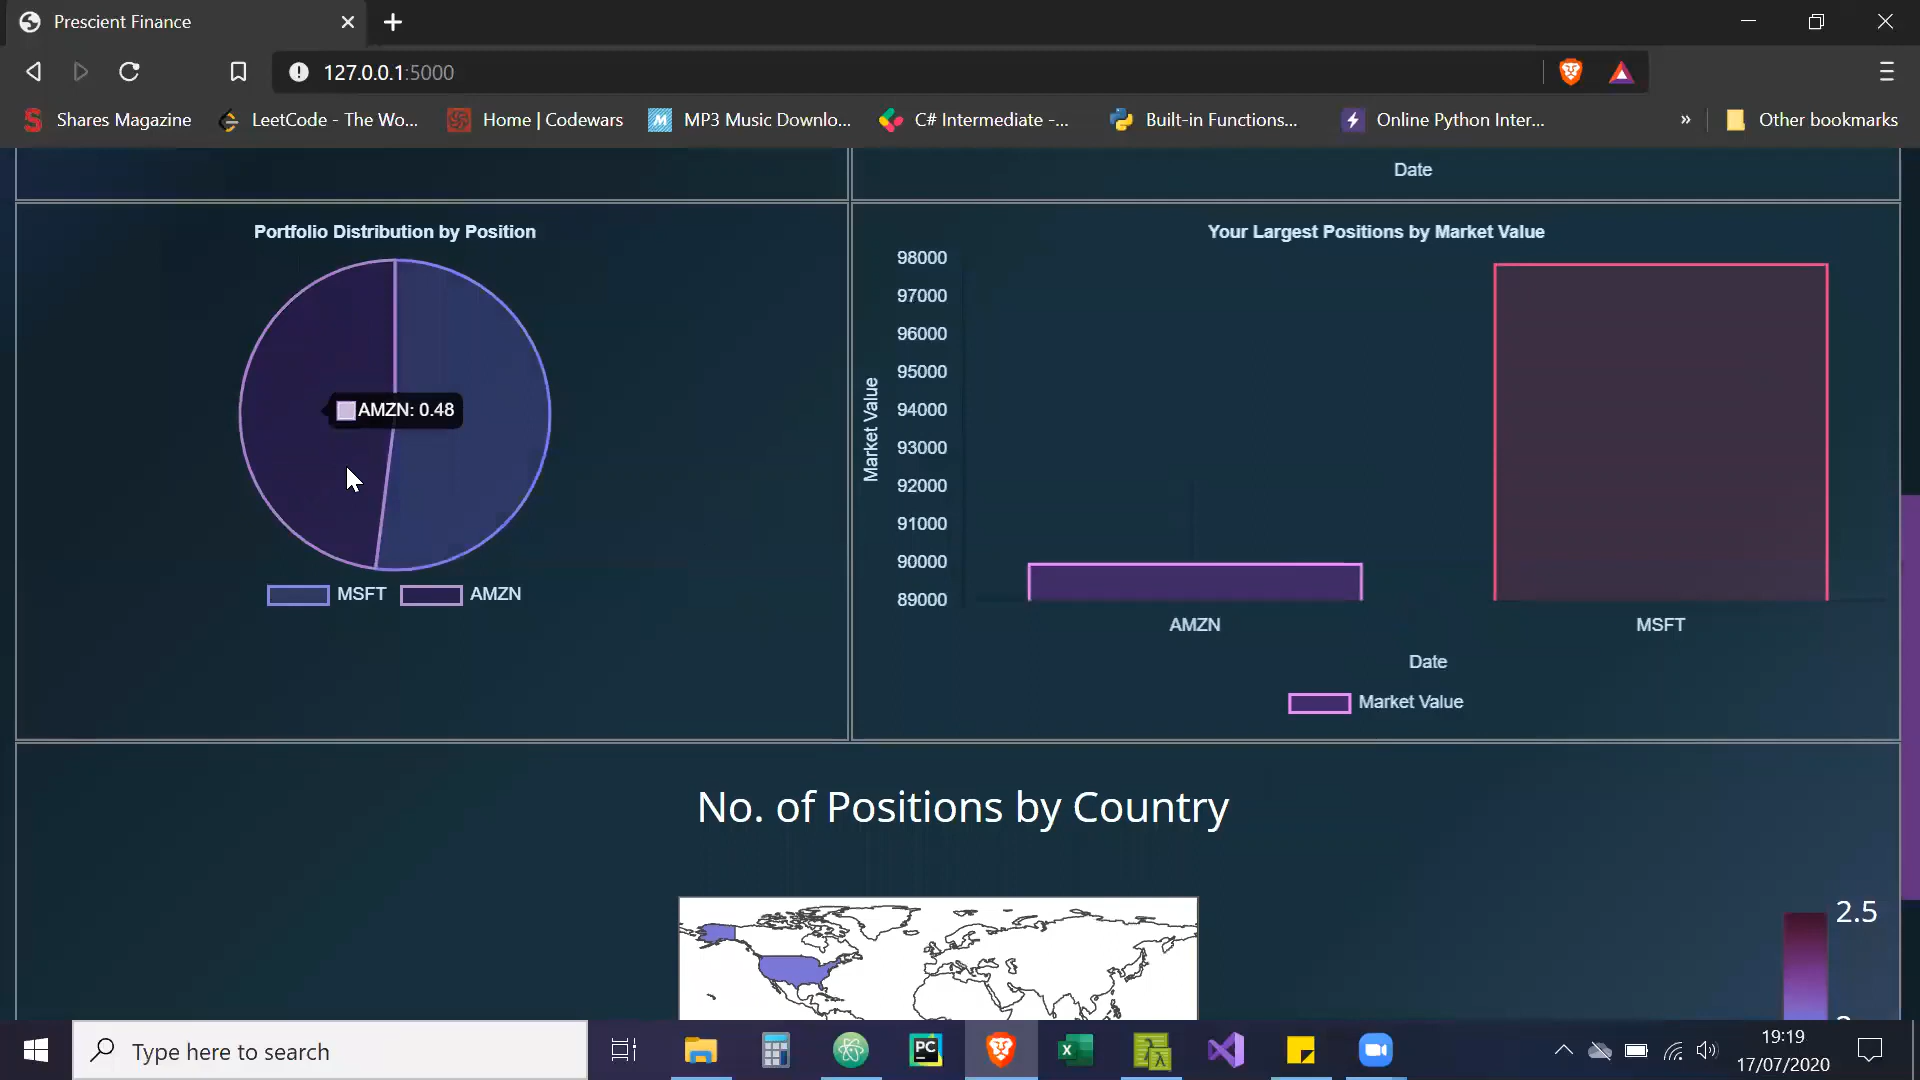 Prescient Finance
127.0.0.1:5000
Shares Magazine
LeetCode - The Wo...
Home | Codewars
MP3 Music Downlo...
C# Intermediate -...
Built-in Functions...
Online Python Inter...
»
Other bookmarks
Date
Portfolio Distribution by Position
AMZN: 0.48
MSFT
AMZN
Your Largest Positions by Market Value
98000
97000
96000
95000
94000
93000
92000
91000
90000
89000
Market Value
AMZN
MSFT
Date
Market Value
No. of Positions by Country
2.5
Type here to search
PC
19:19
17/07/2020